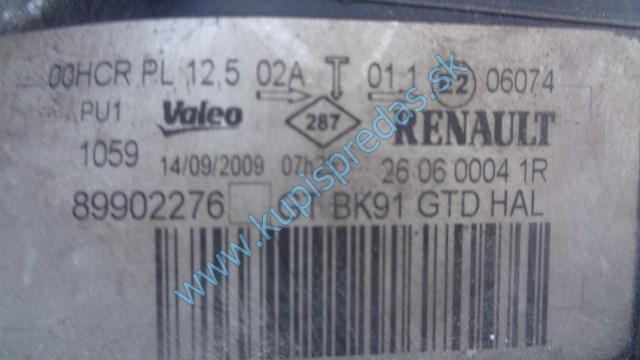 00HCR PL 12,5 02A T 01 1 06074
PU1 Valeo 287 RENAULT
1059 14/09/2009 07h 26 06 0004 1R
89902276 BK91 GTD HAL
www.kupispredas.sk